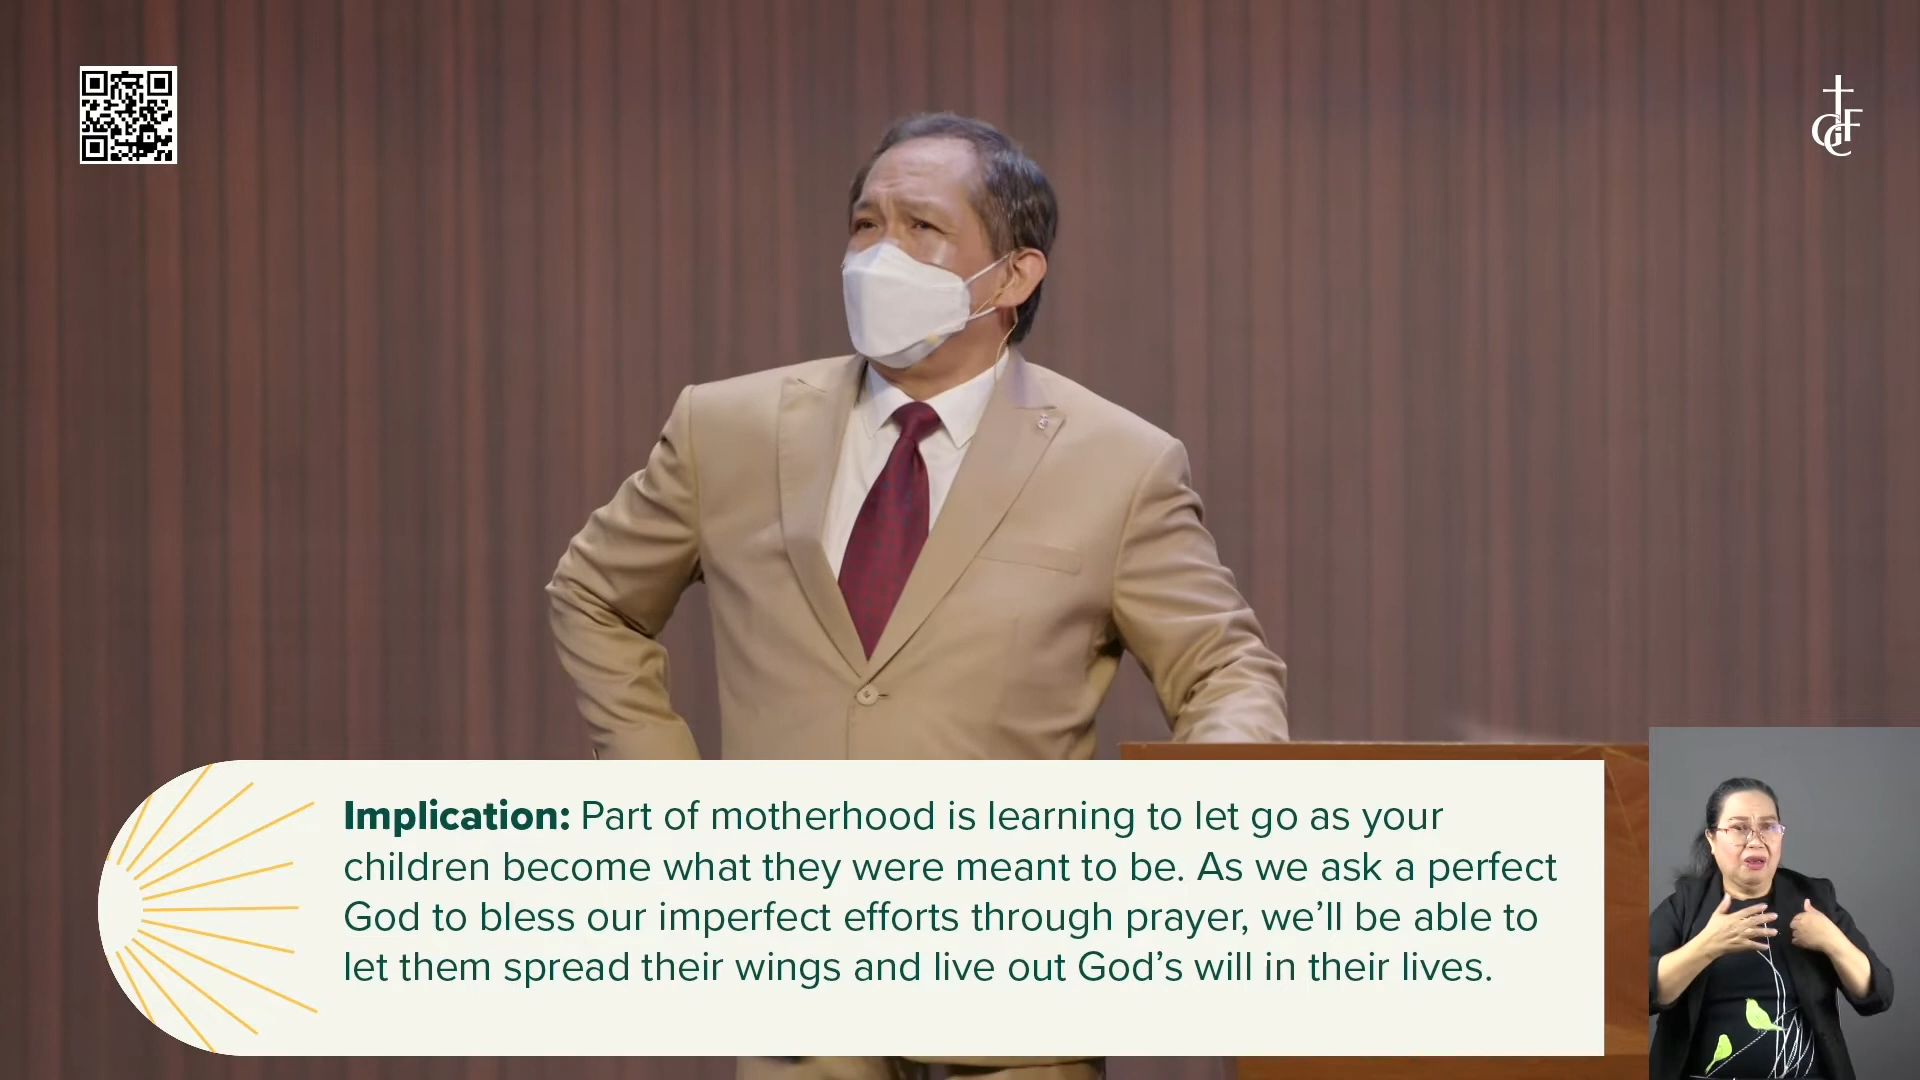 GCF
Implication: Part of motherhood is learning to let go as your
children become what they were meant to be. As we ask a perfect
God to bless our imperfect efforts through prayer, we’ll be able to
let them spread their wings and live out God’s will in their lives.